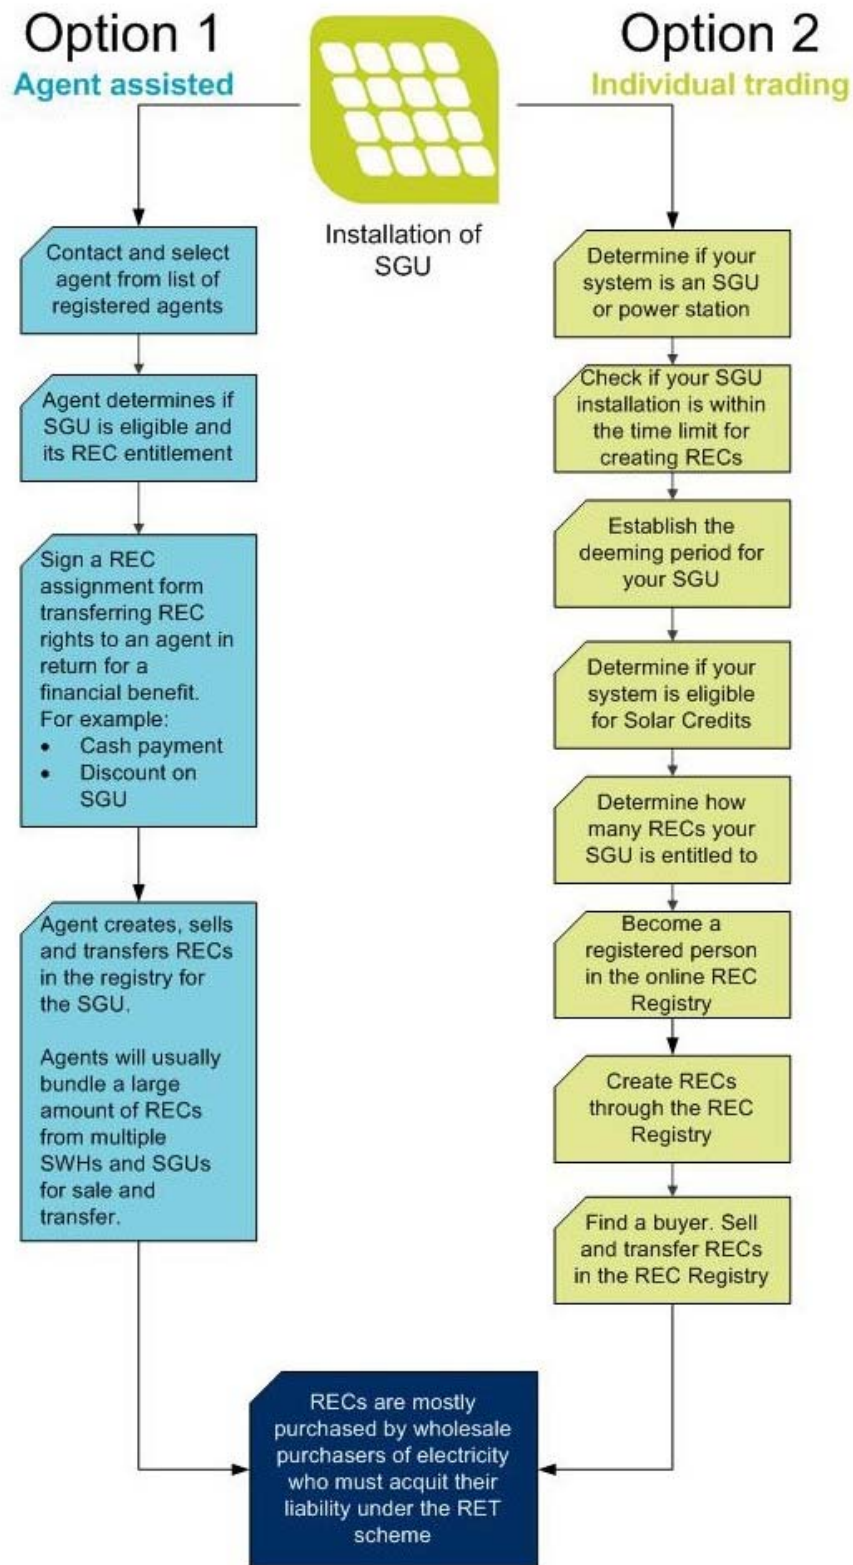 Option 1
Agent assisted
Option 2
Individual trading
Installation of
SGU
Contact and select
agent from list of
registered agents
Agent determines if
SGU is eligible and
its REC entitlement
Sign a REC
assignment form
transferring REC
rights to an agent in
return for a
financial benefit.
For example:
• Cash payment
• Discount on
SGU
Agent creates, sells
and transfers RECs
in the registry for
the SGU.
Agents will usually
bundle a large
amount of RECs
from multiple
SWHs and SGUs
for sale and
transfer.
Determine if your
system is an SGU
or power station
Check if your SGU
installation is within
the time limit for
creating RECs
Establish the
deeming period for
your SGU
Determine if your
system is eligible
for Solar Credits
Determine how
many RECs your
SGU is entitled to
Become a
registered person
in the online REC
Registry
Create RECs
through the REC
Registry
Find a buyer. Sell
and transfer RECs
in the REC Registry
RECs are mostly
purchased by wholesale
purchasers of electricity
who must acquit their
liability under the RET
scheme